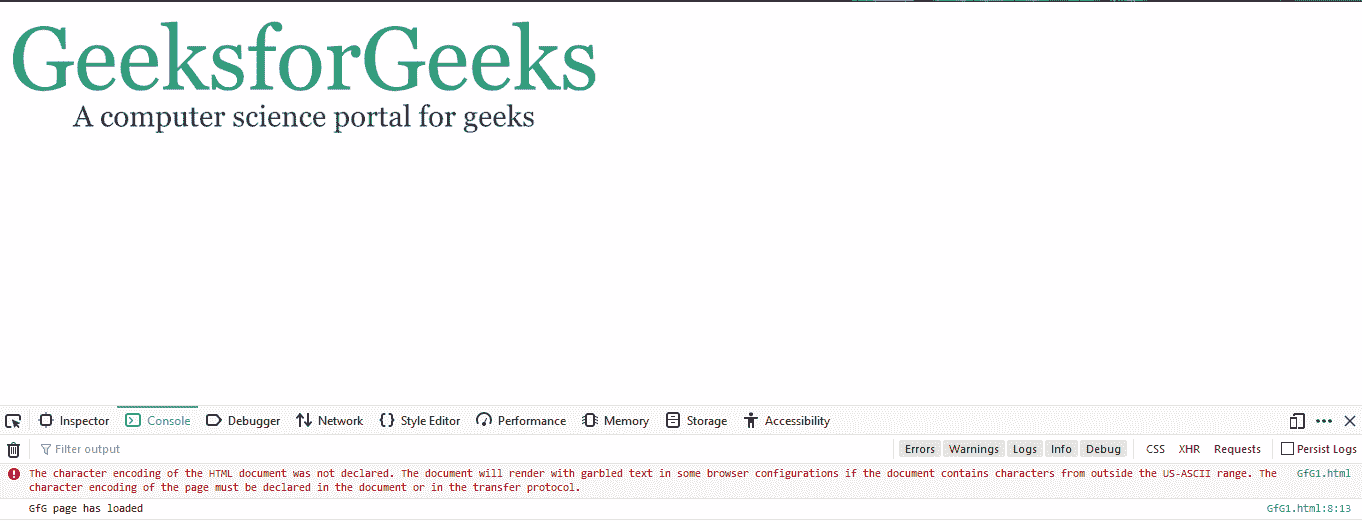 GeeksforGeeks
A computer science portal for geeks
Inspector Console Debugger Network Style Editor Performance Memory Storage Accessibility
Filter output Errors Warnings Logs Info Debug CSS XHR Requests Persist Logs
The character encoding of the HTML document was not declared. The document will render with garbled text in some browser configurations if the document contains characters from outside the US-ASCII range. The GfG1.html
character encoding of the page must be declared in the document or in the transfer protocol.
GfG page has loaded GfG1.html:8:13